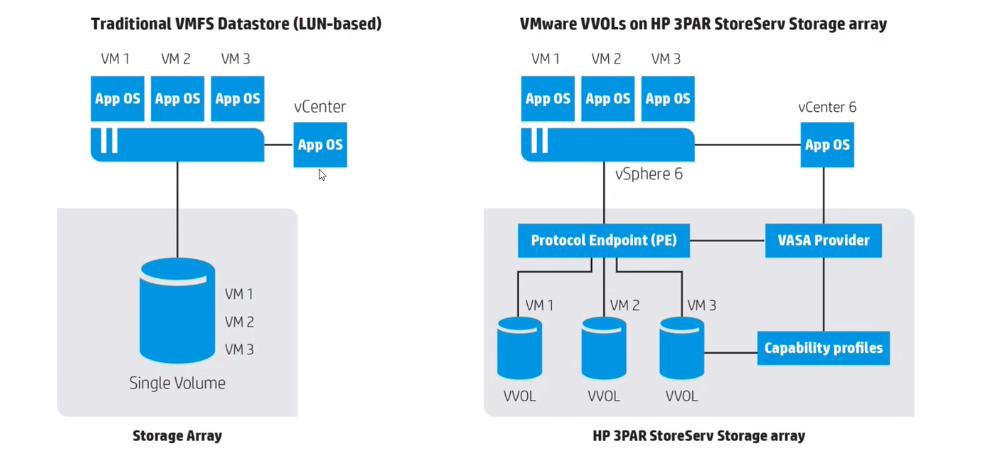 Traditional VMFS Datastore (LUN-based)
VM 1 VM 2 VM 3
App OS App OS App OS
vCenter
App OS
VM 1
VM 2
VM 3
Single Volume
Storage Array
VMware VVOLs on HP 3PAR StoreServ Storage array
VM 1 VM 2 VM 3
App OS App OS App OS
vCenter 6
App OS
vSphere 6
Protocol Endpoint (PE) VASA Provider
VM 1 VM 2 VM 3
Capability profiles
VVOL VVOL VVOL
HP 3PAR StoreServ Storage array